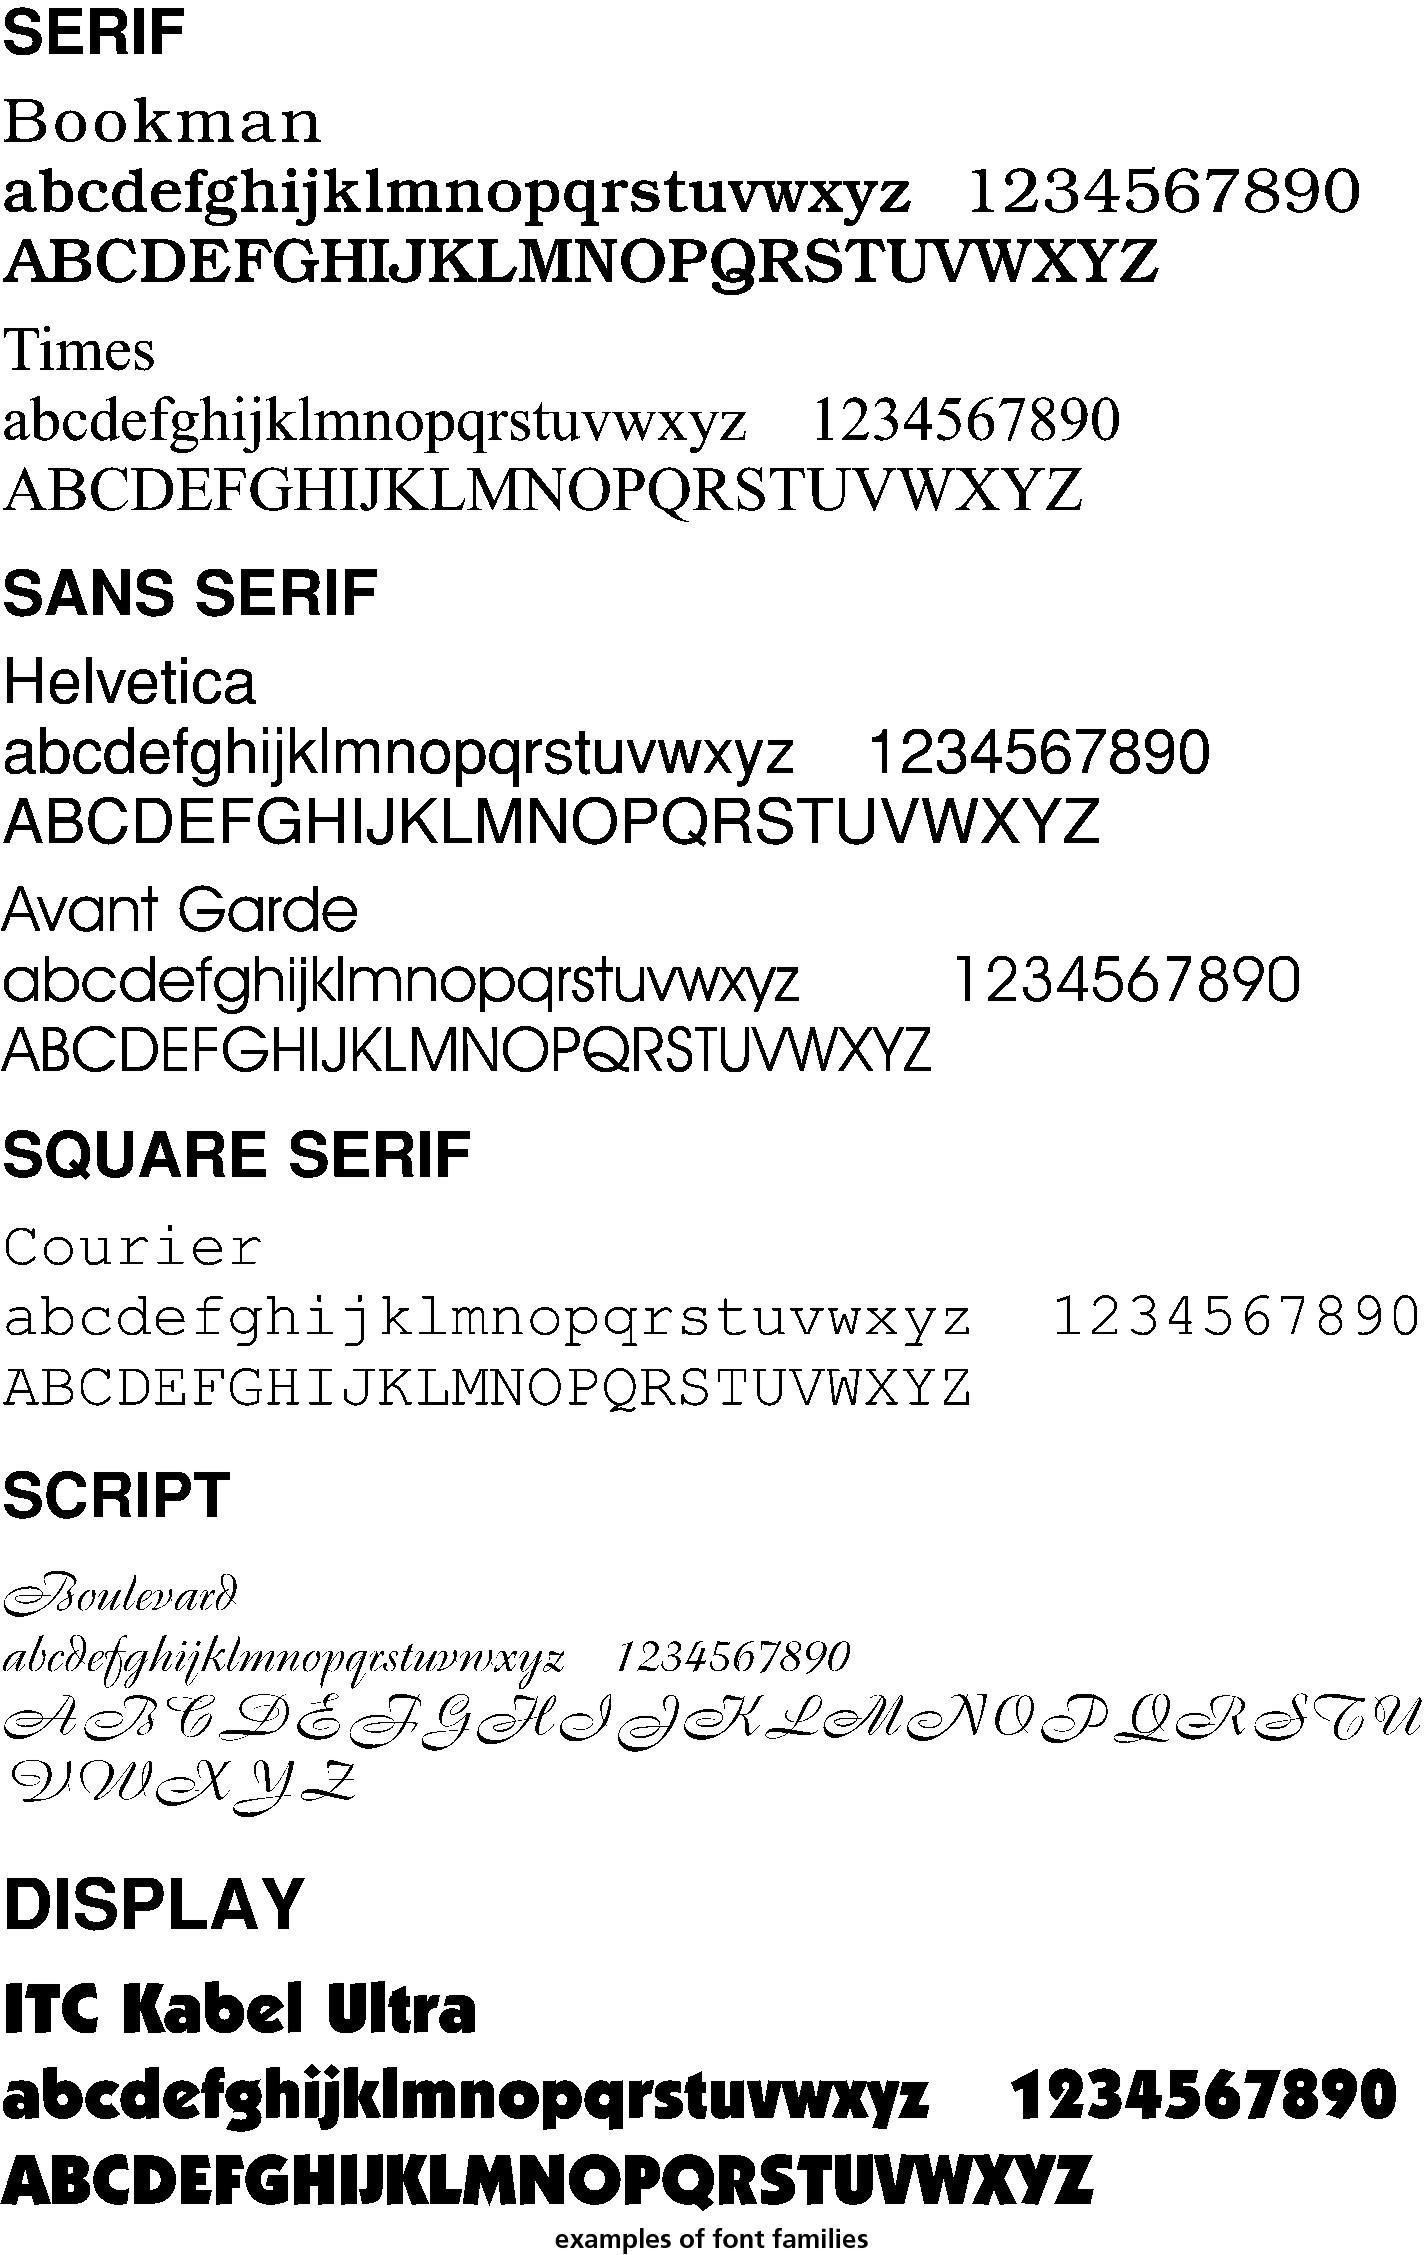 SERIF
Bookman
abcdefghijklmnopqrstuvwxyz 1234567890
ABCDEFGHIJKLMNOPQRSTUVWXYZ
Times
abcdefghijklmnopqrstuvwxyz 1234567890
ABCDEFGHIJKLMNOPQRSTUVWXYZ
SANS SERIF
Helvetica
abcdefghijklmnopqrstuvwxyz 1234567890
ABCDEFGHIJKLMNOPQRSTUVWXYZ
Avant Garde
abcdefghijklmnopqrstuvwxyz 1234567890
ABCDEFGHIJKLMNOPQRSTUVWXYZ
SQUARE SERIF
Courier
abcdefghijklmnopqrstuvwxyz 1234567890
ABCDEFGHIJKLMNOPQRSTUVWXYZ
SCRIPT
Boulevard
abcdefghijklmnopqrstuvwxyz 1234567890
ABCDEFGHIJKLMNOPQRSTU
VWXYZ
DISPLAY
ITC Kabel Ultra
abcdefghijklmnopqrstuvwxyz 1234567890
ABCDEFGHIJKLMNOPQRSTUVWXYZ
examples of font families